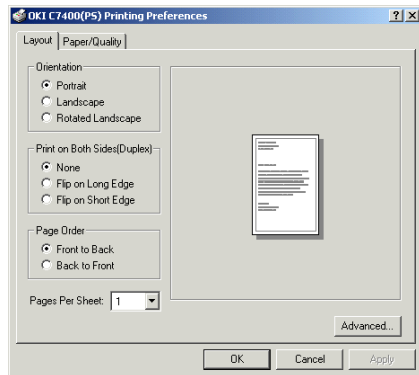 OKI C7400(PS) Printing Preferences
Layout
Paper/Quality
Orientation
Portrait
Landscape
Rotated Landscape
Print on Both Sides(Duplex)
None
Flip on Long Edge
Flip on Short Edge
Page Order
Front to Back
Back to Front
Pages Per Sheet: 1
Advanced...
OK Cancel Apply